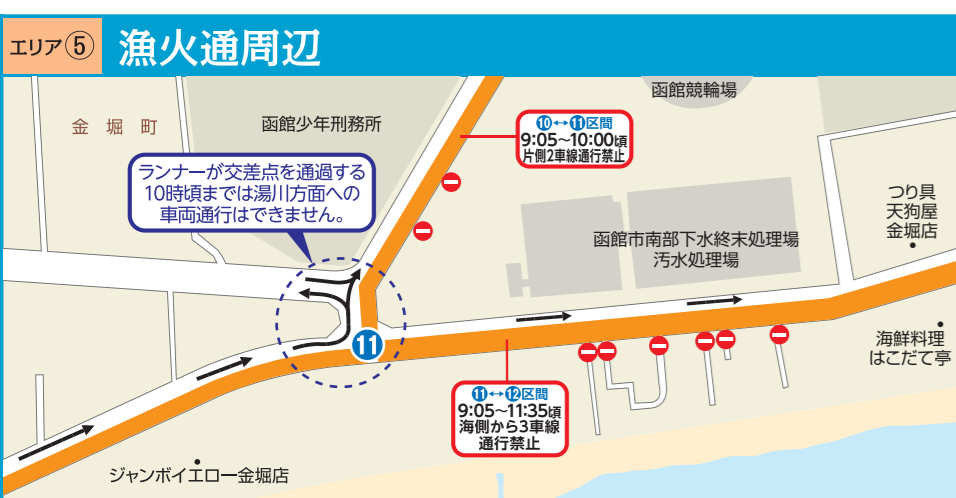 エリア⑤ 漁火通周辺
函館競輪場
金堀町
函館少年刑務所
⑩↔⑪区間
9:05~10:00頃
片側2車線通行禁止
ランナーが交差点を通過する
10時頃までは湯川方面への
車両通行はできません。
つり具
天狗屋
金堀店
函館市南部下水終末処理場
汚水処理場
⑪
海鮮料理
はこだて亭
⑪↔⑫区間
9:05~11:35頃
海側から3車線
通行禁止
ジャンボイエロー金堀店